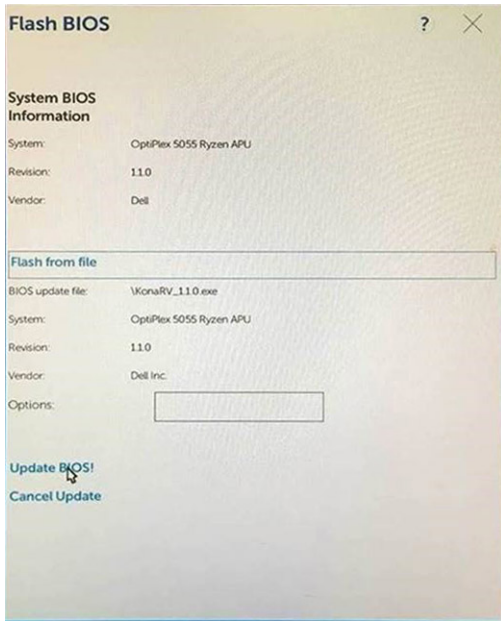 Flash BIOS ?
System BIOS
Information
System: OptiPlex 5055 Ryzen APU
Revision: 1.1.0
Vendor: Dell
Flash from file
BIOS update file: \KonaRV_1.1.0.exe
System: OptiPlex 5055 Ryzen APU
Revision: 1.1.0
Vendor: Dell Inc.
Options:
Update BIOS!
Cancel Update